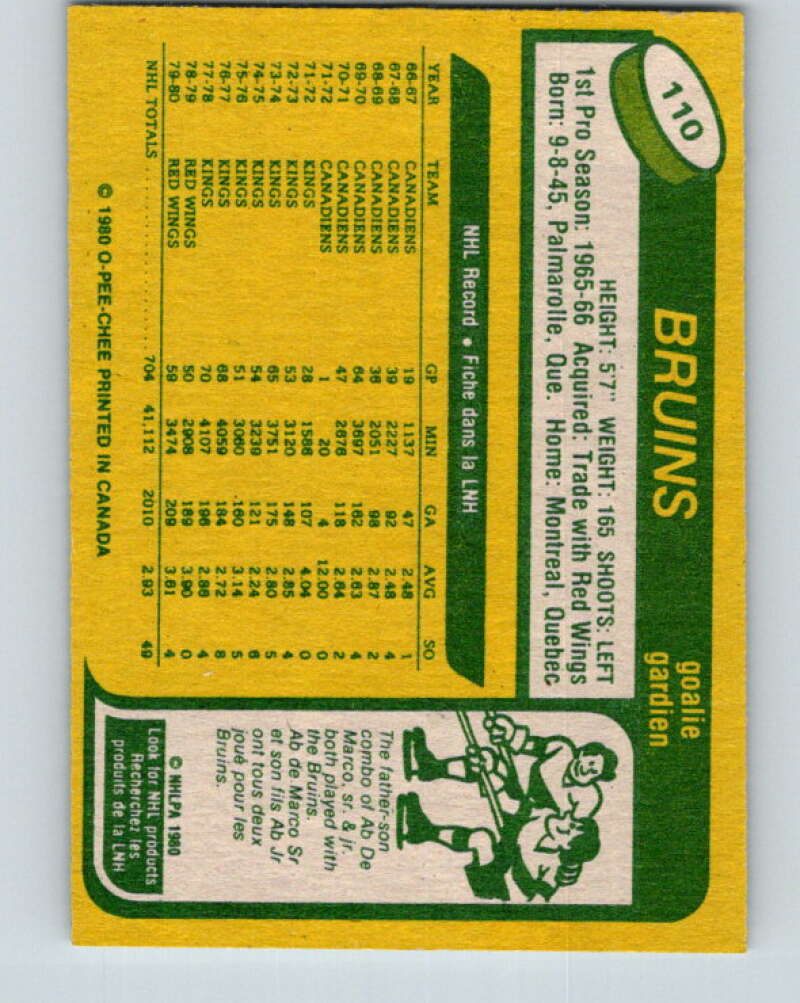 110
BRUINS
goalie
gardien
HEIGHT: 5'7" WEIGHT: 165 SHOOTS: LEFT
1st Pro Season: 1965-66 Acquired: Trade with Red Wings
Born: 9-8-45, Palmarolle, Que. Home: Montreal, Quebec
NHL Record • Fiche dans la LNH
YEAR TEAM GP MIN GA AVG SO
66-67 CANADIENS 19 1137 47 2.48 1
67-68 CANADIENS 39 2227 92 2.48 4
68-69 CANADIENS 36 2051 98 2.87 2
69-70 CANADIENS 64 3697 162 2.63 4
70-71 CANADIENS 47 2676 118 2.64 2
71-72 CANADIENS 1 20 4 12.00 0
71-72 KINGS 28 1586 107 4.04 0
72-73 KINGS 53 3120 148 2.85 4
73-74 KINGS 65 3751 175 2.80 5
74-75 KINGS 54 3239 121 2.24 6
75-76 KINGS 51 3060 160 3.14 5
76-77 KINGS 68 4059 184 2.72 8
77-78 KINGS 70 4107 196 2.86 4
78-79 RED WINGS 50 2908 189 3.90 0
79-80 RED WINGS 59 3474 209 3.61 4
NHL TOTALS .................... 704 41,112 2010 2.93 49
© 1980 O-PEE-CHEE PRINTED IN CANADA
The father-son
combo of Ab De
Marco, sr. & jr.
both played with
the Bruins.
Ab de Marco Sr
et son fils Ab Jr
ont tous deux
joué pour les
Bruins.
© NHLPA 1980
Look for NHL products
Recherchez les
produits de la LNH